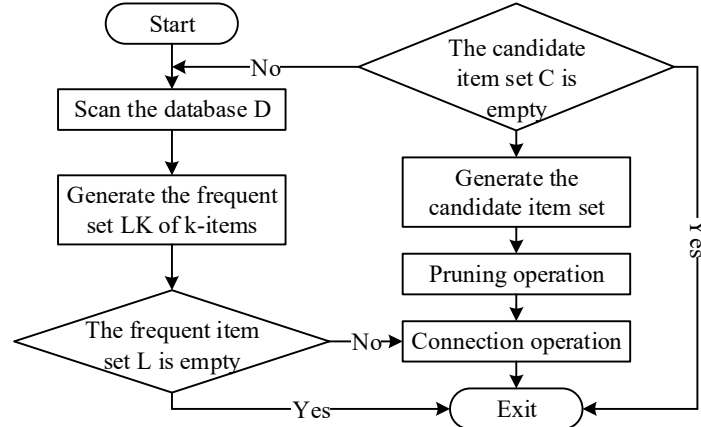 Start
No
Scan the database D
Generate the frequent
set LK of k-items
The frequent item
set L is empty
No
Yes
The candidate
item set C is
empty
Generate the
candidate item set
Pruning operation
Connection operation
Exit
Yes